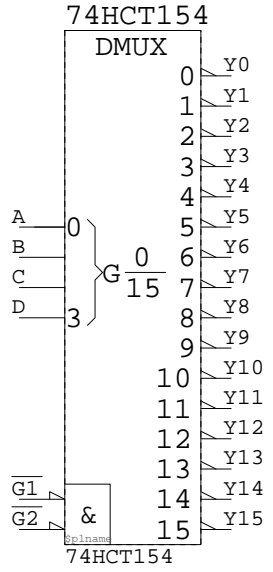 74HCT154
DMUX
0 Y0
1 Y1
2 Y2
3 Y3
4 Y4
A 0 5 Y5
B 6 Y6
C 7 Y7
D 3 8 Y8
G 0
15
9 Y9
10 Y10
11 Y11
12 Y12
13 Y13
G1 14 Y14
G2 & 15 Y15
$plname
74HCT154